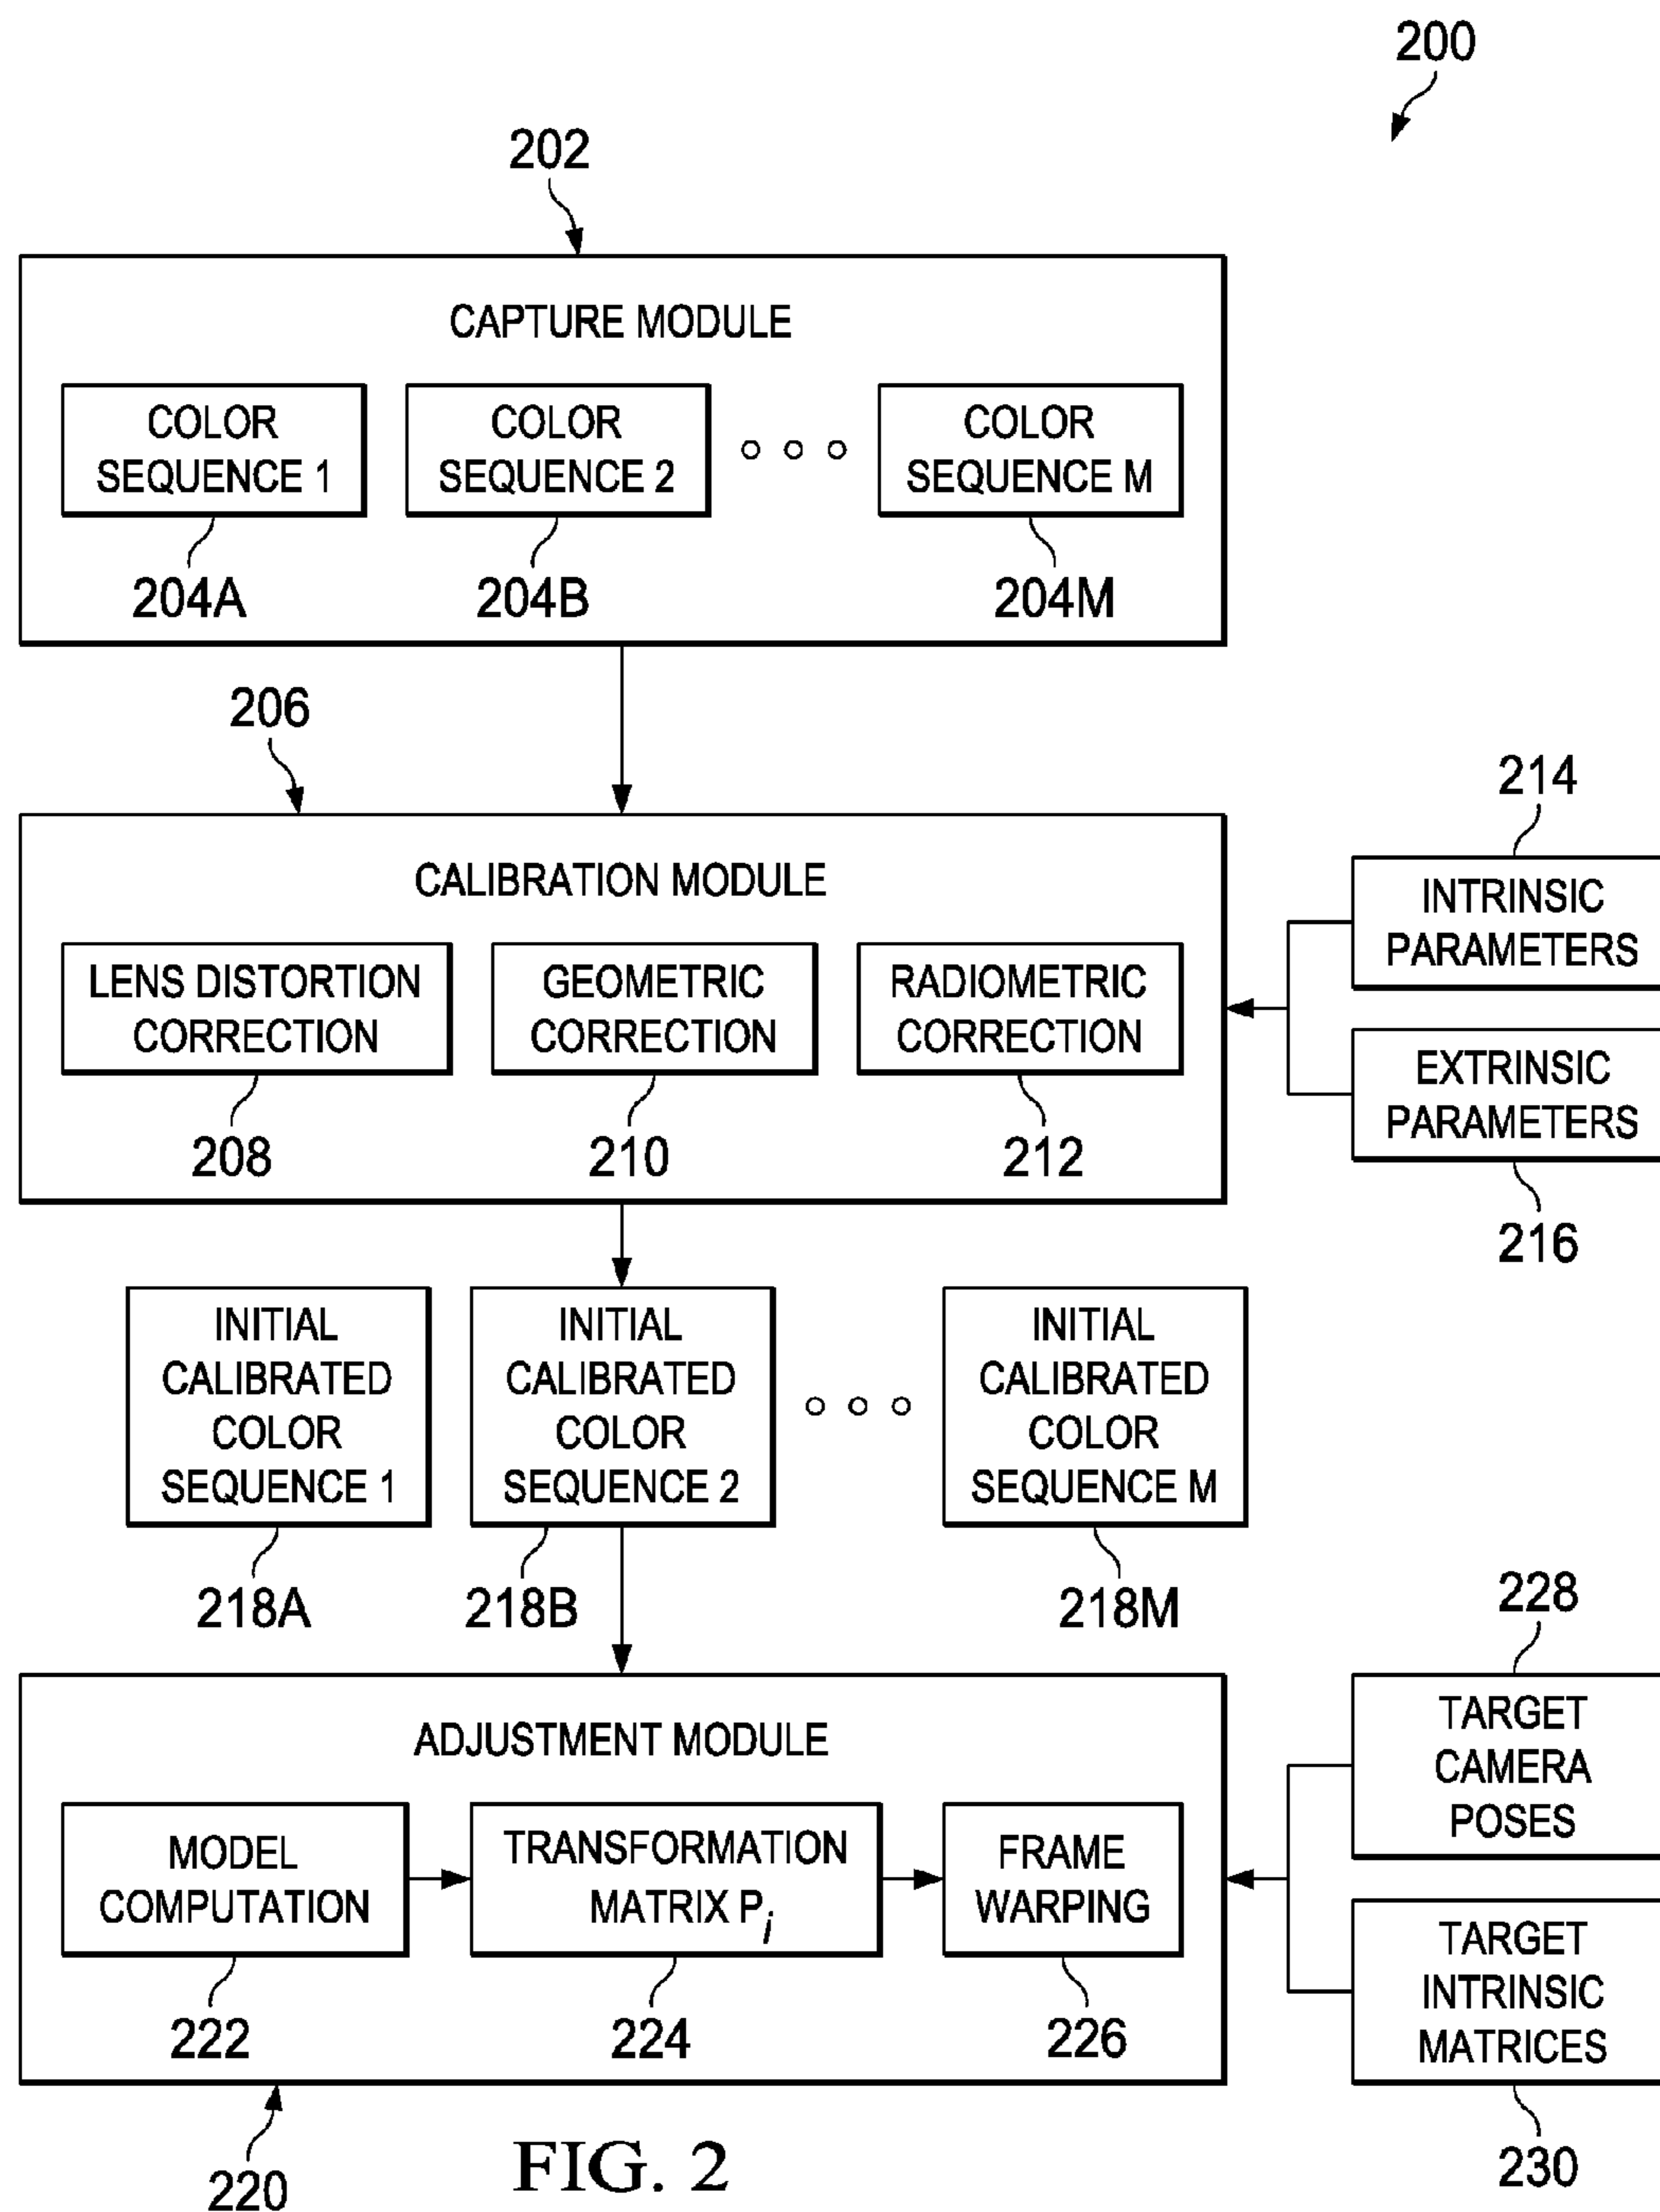 200
202
CAPTURE MODULE
COLOR
SEQUENCE 1
COLOR
SEQUENCE 2
COLOR
SEQUENCE M
204A
204B
204M
206
CALIBRATION MODULE
LENS DISTORTION
CORRECTION
GEOMETRIC
CORRECTION
RADIOMETRIC
CORRECTION
208
210
212
214
INTRINSIC
PARAMETERS
EXTRINSIC
PARAMETERS
216
INITIAL
CALIBRATED
COLOR
SEQUENCE 1
INITIAL
CALIBRATED
COLOR
SEQUENCE 2
INITIAL
CALIBRATED
COLOR
SEQUENCE M
218A
218B
218M
ADJUSTMENT MODULE
MODEL
COMPUTATION
TRANSFORMATION
MATRIX Pi
FRAME
WARPING
222
224
226
228
TARGET
CAMERA
POSES
TARGET
INTRINSIC
MATRICES
230
220
FIG. 2